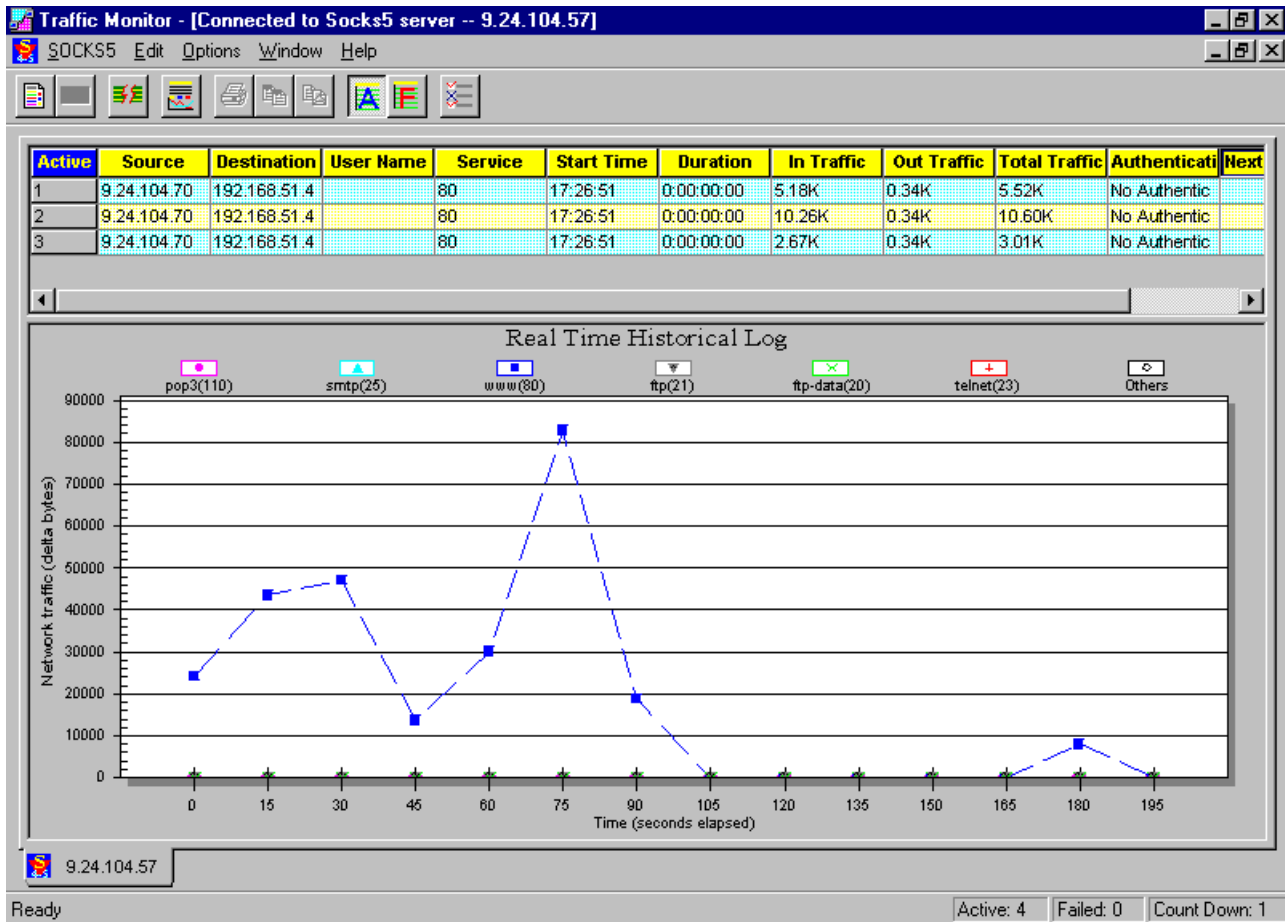 Traffic Monitor - [Connected to Socks5 server -- 9.24.104.57]
SOCKS5 Edit Options Window Help
A F
Active Source Destination User Name Service Start Time Duration In Traffic Out Traffic Total Traffic Authenticati Next
1 9.24.104.70 192.168.51.4 80 17:26:51 0:00:00:00 5.18K 0.34K 5.52K No Authentic
2 9.24.104.70 192.168.51.4 80 17:26:51 0:00:00:00 10.26K 0.34K 10.60K No Authentic
3 9.24.104.70 192.168.51.4 80 17:26:51 0:00:00:00 2.67K 0.34K 3.01K No Authentic
Real Time Historical Log
pop3(110) smtp(25) www(80) ftp(21) ftp-data(20) telnet(23) Others
Network traffic (delta bytes)
90000
80000
70000
60000
50000
40000
30000
20000
10000
0
0 15 30 45 60 75 90 105 120 135 150 165 180 195
Time (seconds elapsed)
9.24.104.57
Ready Active: 4 Failed: 0 Count Down: 1